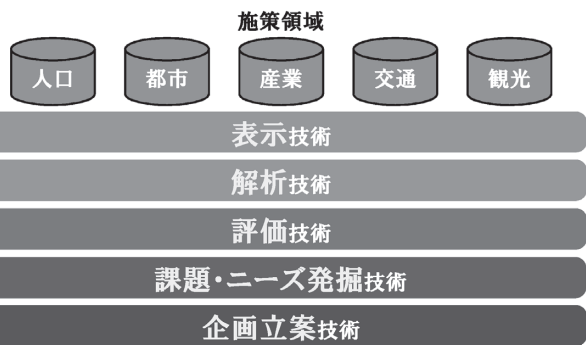 施策領域
人口 都市 産業 交通 観光
表示技術
解析技術
評価技術
課題・ニーズ発掘技術
企画立案技術